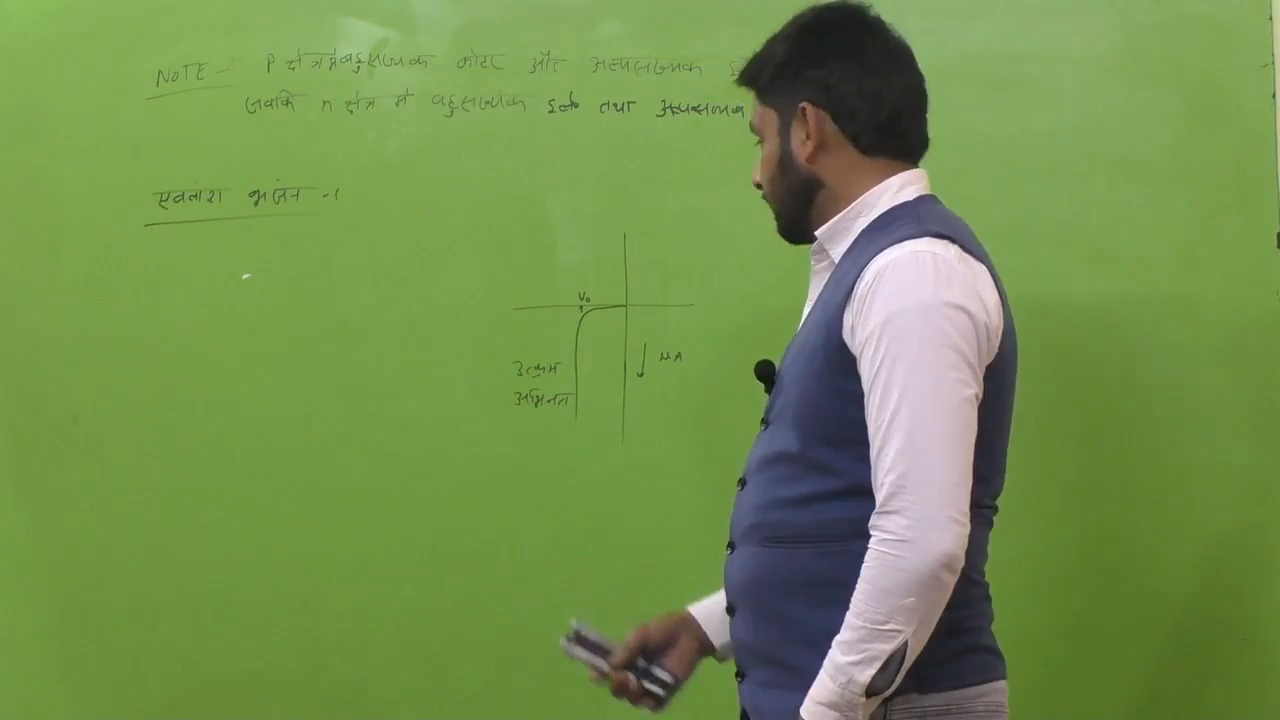 NOTE - P क्षेत्र मे बहुसंख्यक कोटर और अल्पसंख्यक
जबकि n क्षेत्र मे बहुसंख्यक इले तथा अल्पसंख्यक
एवलांश भंजन -:
V₀
उत्क्रम
अभिनति
μA